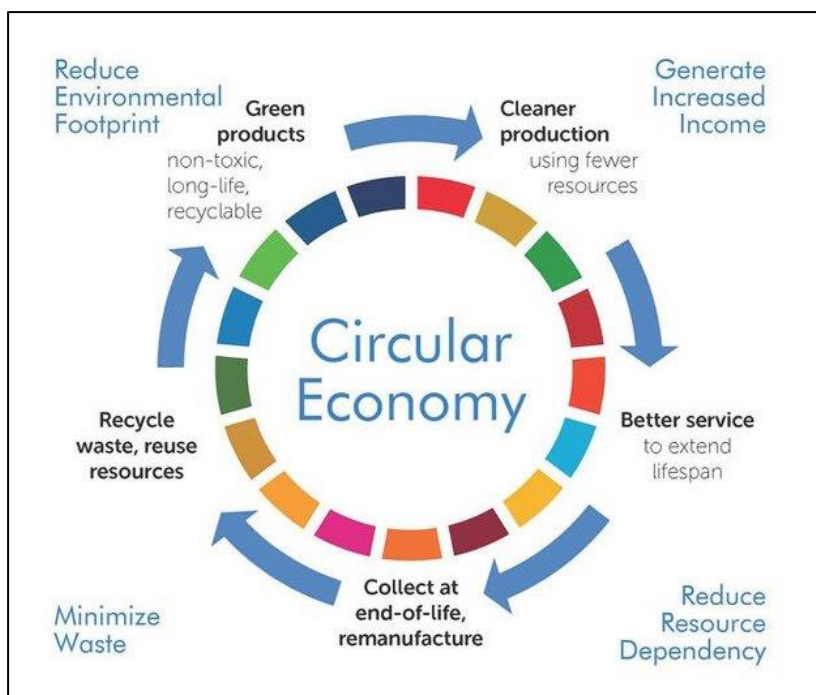 Reduce
Environmental
Footprint
Green
products
non-toxic,
long-life,
recyclable
Cleaner
production
using fewer
resources
Generate
Increased
Income
Circular
Economy
Recycle
waste, reuse
resources
Better service
to extend
lifespan
Collect at
end-of-life,
remanufacture
Minimize
Waste
Reduce
Resource
Dependency